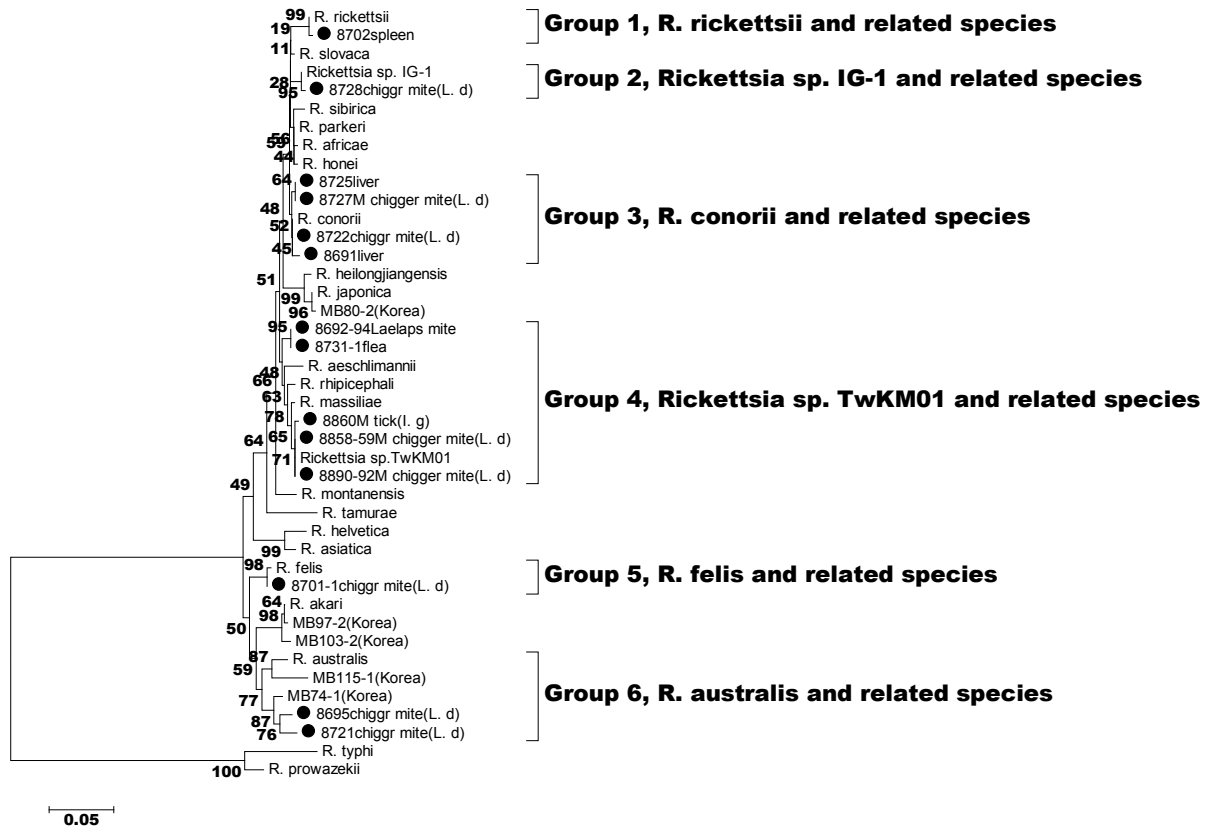 99 R. rickettsii
19 8702spleen
Group 1, R. rickettsii and related species
11 R. slovaca
Rickettsia sp. IG-1
28
95 8728chiggr mite(L. d)
Group 2, Rickettsia sp. IG-1 and related species
R. sibirica
R. parkeri
56
59 R. africae
44 R. honei
64 8725liver
8727M chigger mite(L. d)
48 R. conorii
Group 3, R. conorii and related species
52 8722chiggr mite(L. d)
45 8691liver
51 R. heilongjiangensis
99 R. japonica
96 MB80-2(Korea)
95 8692-94Laelaps mite
8731-1flea
48 R. aeschlimannii
66 R. rhipicephali
63 R. massiliae
Group 4, Rickettsia sp. TwKM01 and related species
78 8860M tick(I. g)
64 65 8858-59M chigger mite(L. d)
71 Rickettsia sp.TwKM01
8890-92M chigger mite(L. d)
49 R. montanensis
R. tamurae
R. helvetica
99 R. asiatica
98 R. felis
Group 5, R. felis and related species
8701-1chiggr mite(L. d)
64 R. akari
98 MB97-2(Korea)
50 MB103-2(Korea)
87 R. australis
59 MB115-1(Korea)
77 MB74-1(Korea)
Group 6, R. australis and related species
87 8695chiggr mite(L. d)
76 8721chiggr mite(L. d)
R. typhi
100 R. prowazekii
0.05